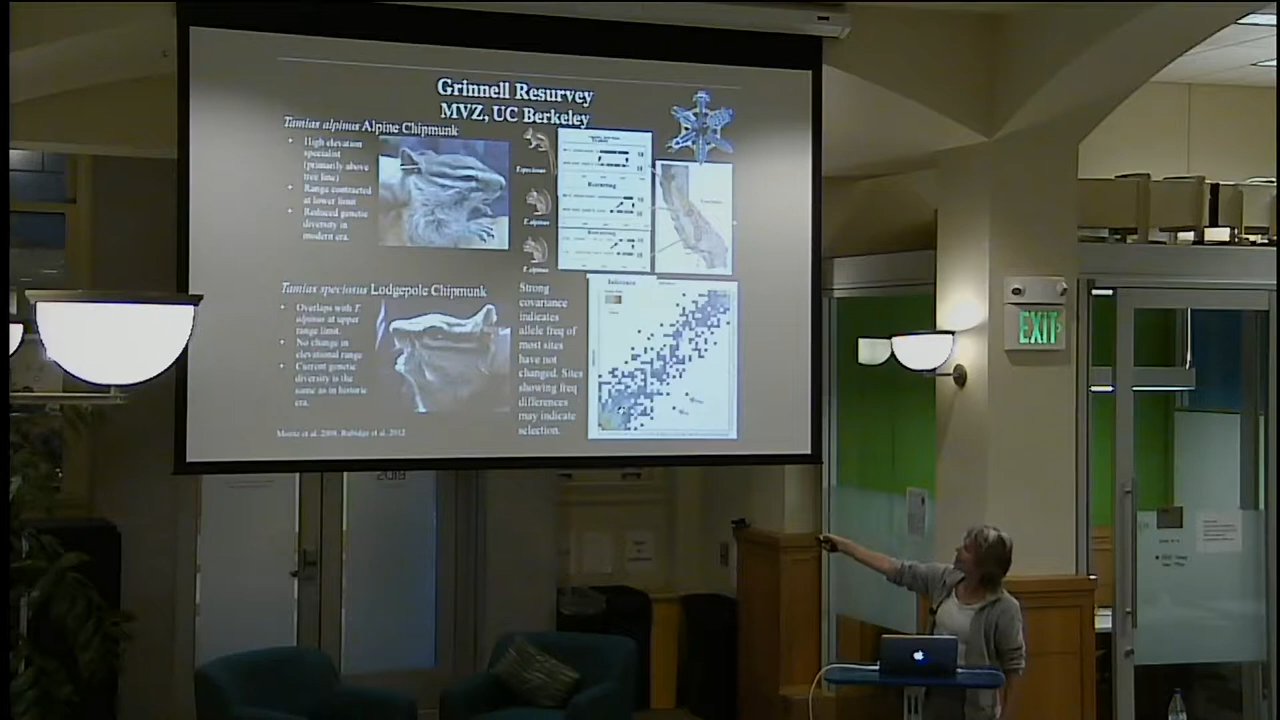 Grinnell Resurvey
MVZ, UC Berkeley
Tamias alpinus Alpine Chipmunk
• High elevation
specialist
(primarily above
tree line)
• Range contracted
at lower limit
• Reduced genetic
diversity in
modern era.
T.speciosus
T.alpinus
T.alpinus
Tamias speciosus Lodgepole Chipmunk
• Overlaps with T.
alpinus at upper
range limit.
• No change in
elevational range
• Current genetic
diversity is the
same as in historic
era.
Strong
covariance
indicates
allele freq of
most sites
have not
changed. Sites
showing freq
differences
may indicate
selection.
Moritz et al. 2008, Rubidge et al. 2012
EXIT
2019